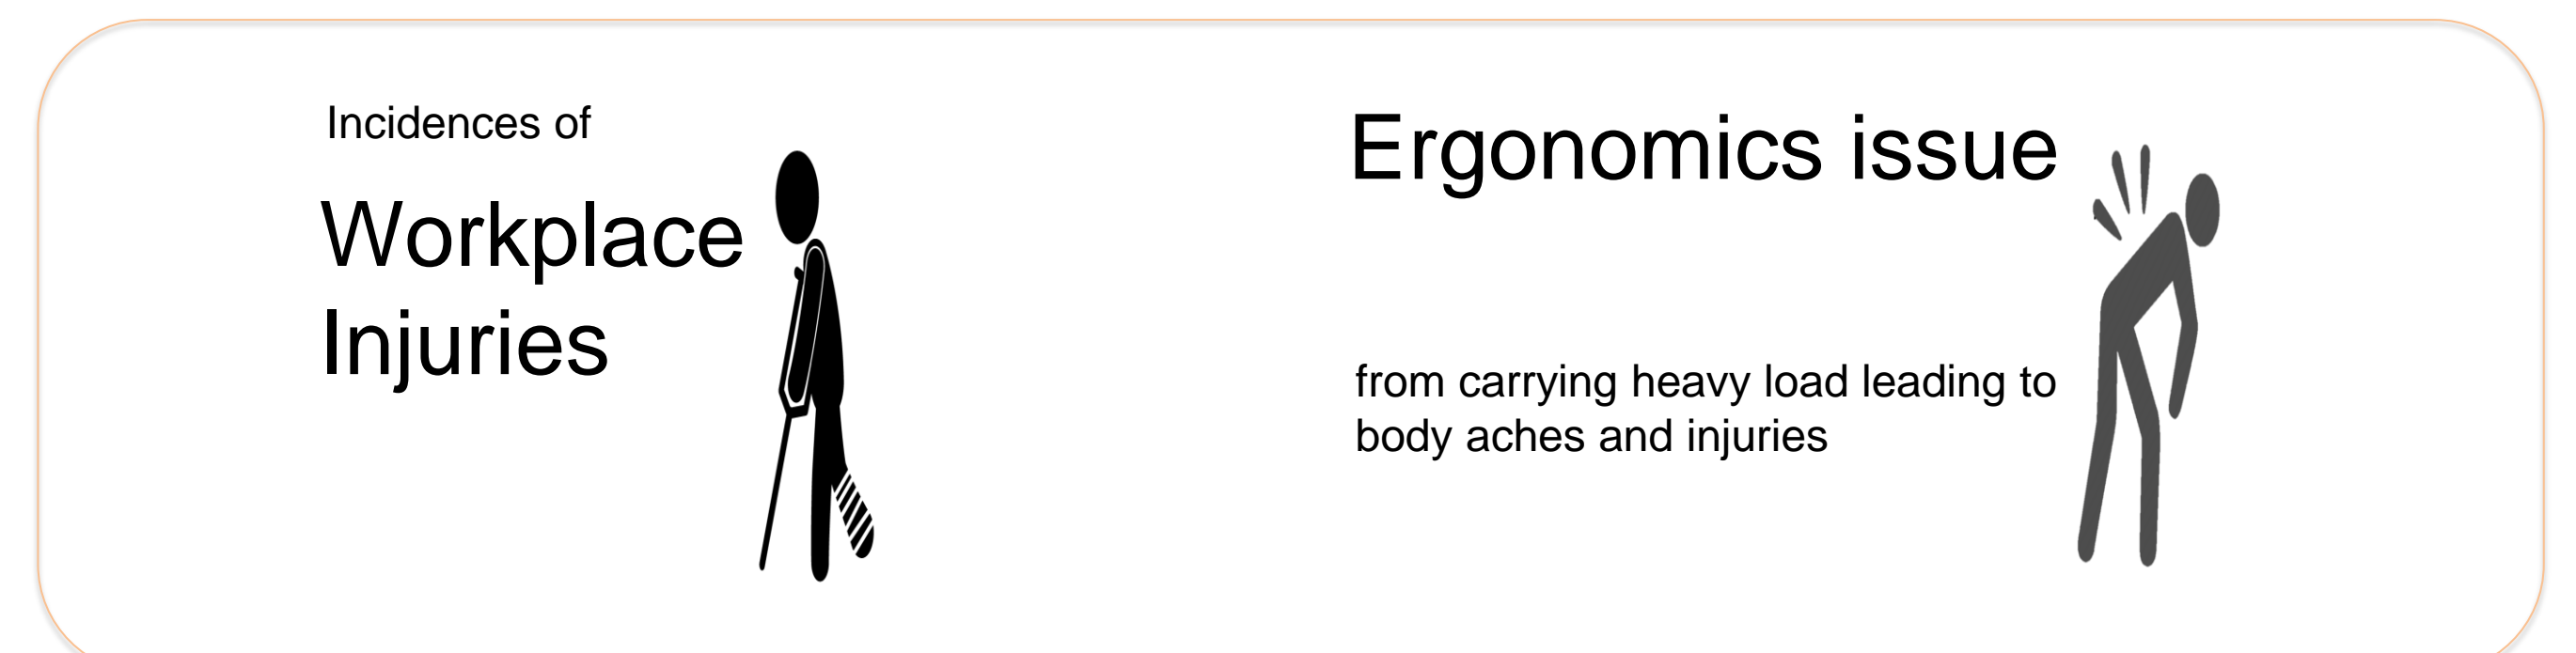 Incidences of
Workplace
Injuries
Ergonomics issue
from carrying heavy load leading to
body aches and injuries